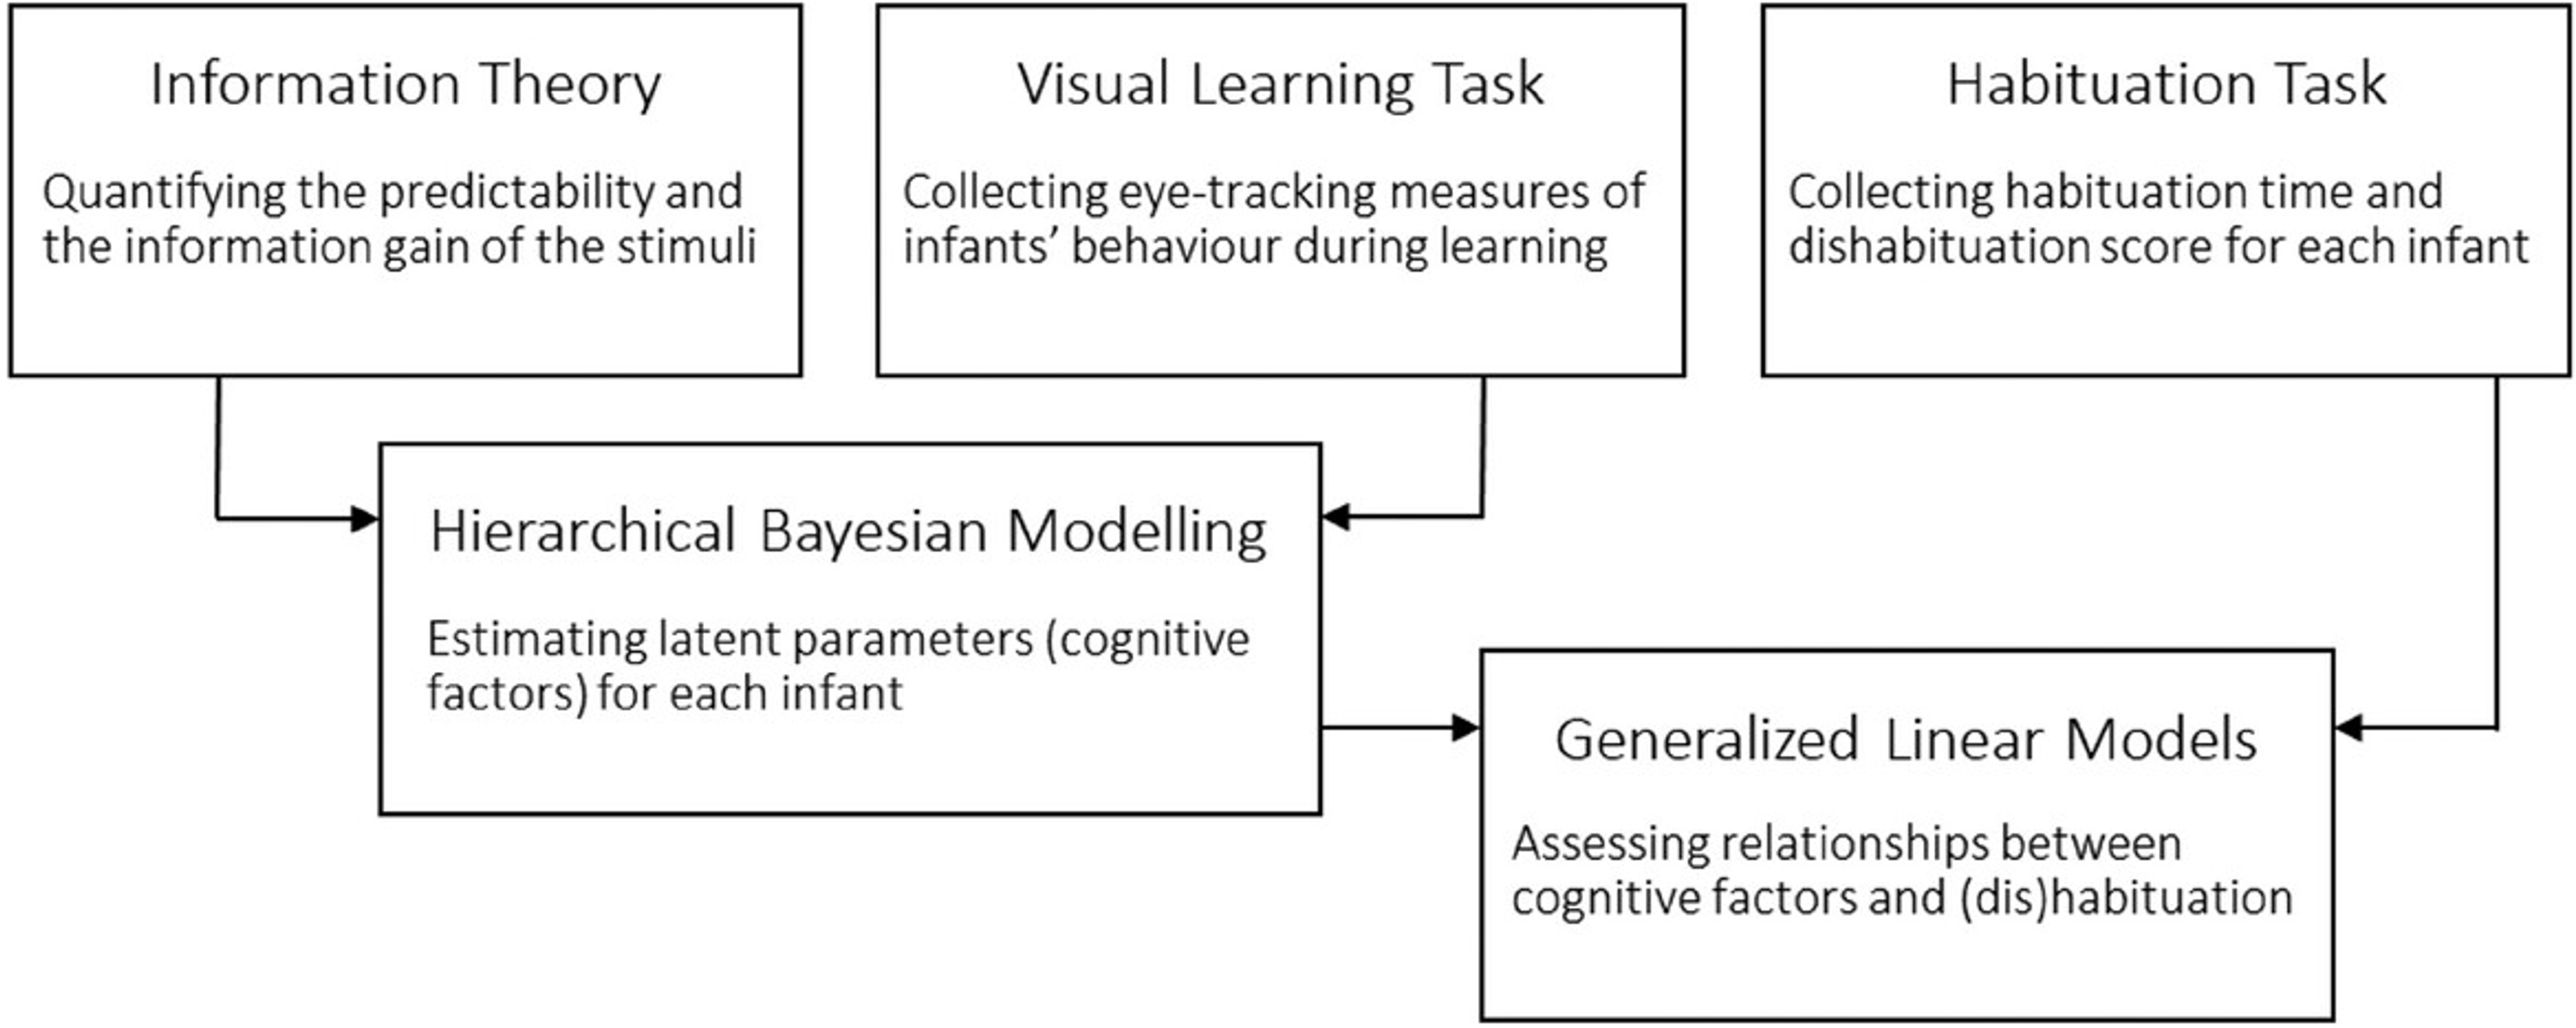 Information Theory
Quantifying the predictability and
the information gain of the stimuli
Visual Learning Task
Collecting eye-tracking measures of
infants’ behaviour during learning
Habituation Task
Collecting habituation time and
dishabituation score for each infant
Hierarchical Bayesian Modelling
Estimating latent parameters (cognitive
factors) for each infant
Generalized Linear Models
Assessing relationships between
cognitive factors and (dis)habituation